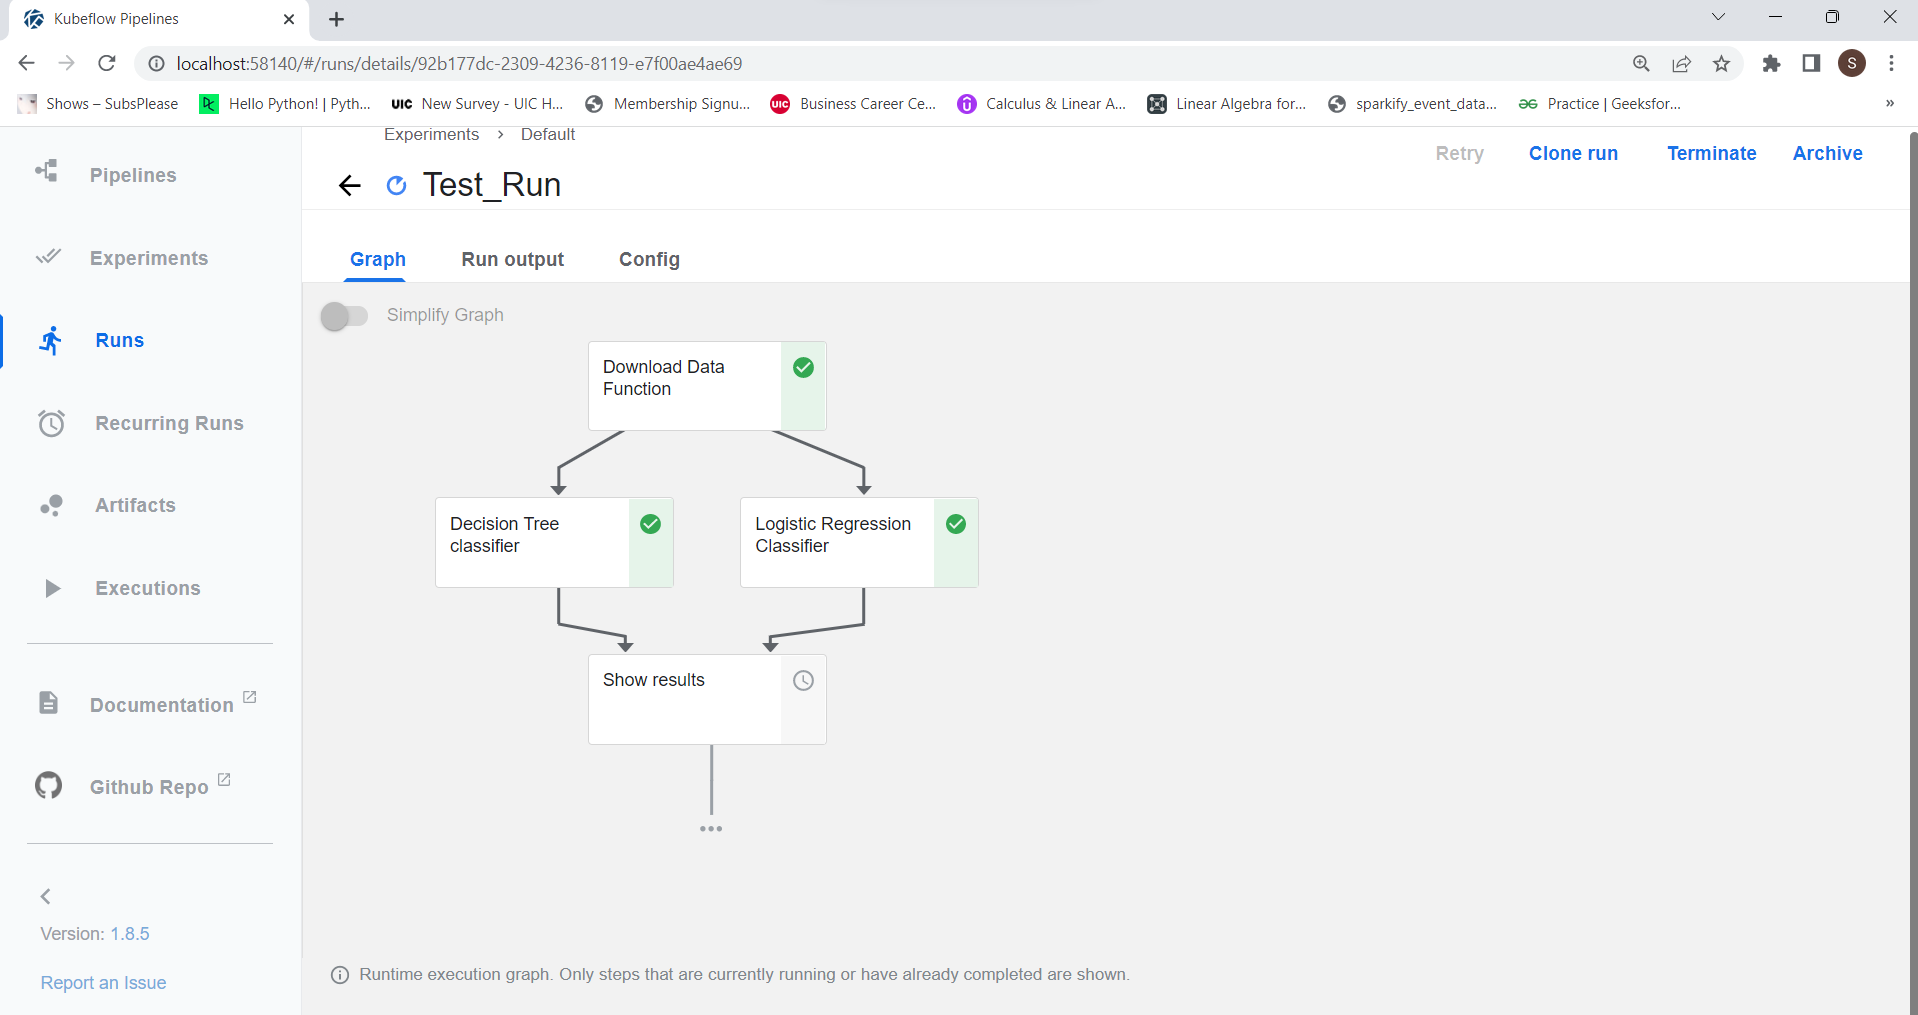 Kubeflow Pipelines
localhost:58140/#/runs/details/92b177dc-2309-4236-8119-e7f00ae4ae69
S
Shows – SubsPlease
Hello Python! | Pyth...
UIC New Survey - UIC H...
Membership Signu...
UIC Business Career Ce...
Calculus & Linear A...
Linear Algebra for...
sparkify_event_data...
Practice | Geeksfor...
»
Pipelines
Experiments
Runs
Recurring Runs
Artifacts
Executions
Documentation
Github Repo
Version: 1.8.5
Report an Issue
Experiments > Default
Test_Run
Retry
Clone run
Terminate
Archive
Graph
Run output
Config
Simplify Graph
Download Data
Function
Decision Tree
classifier
Logistic Regression
Classifier
Show results
Runtime execution graph. Only steps that are currently running or have already completed are shown.